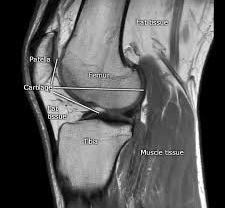 Fat tissue
Patella
Femur
Cartilage
Fat
tissue
Tibia
Muscle tissue